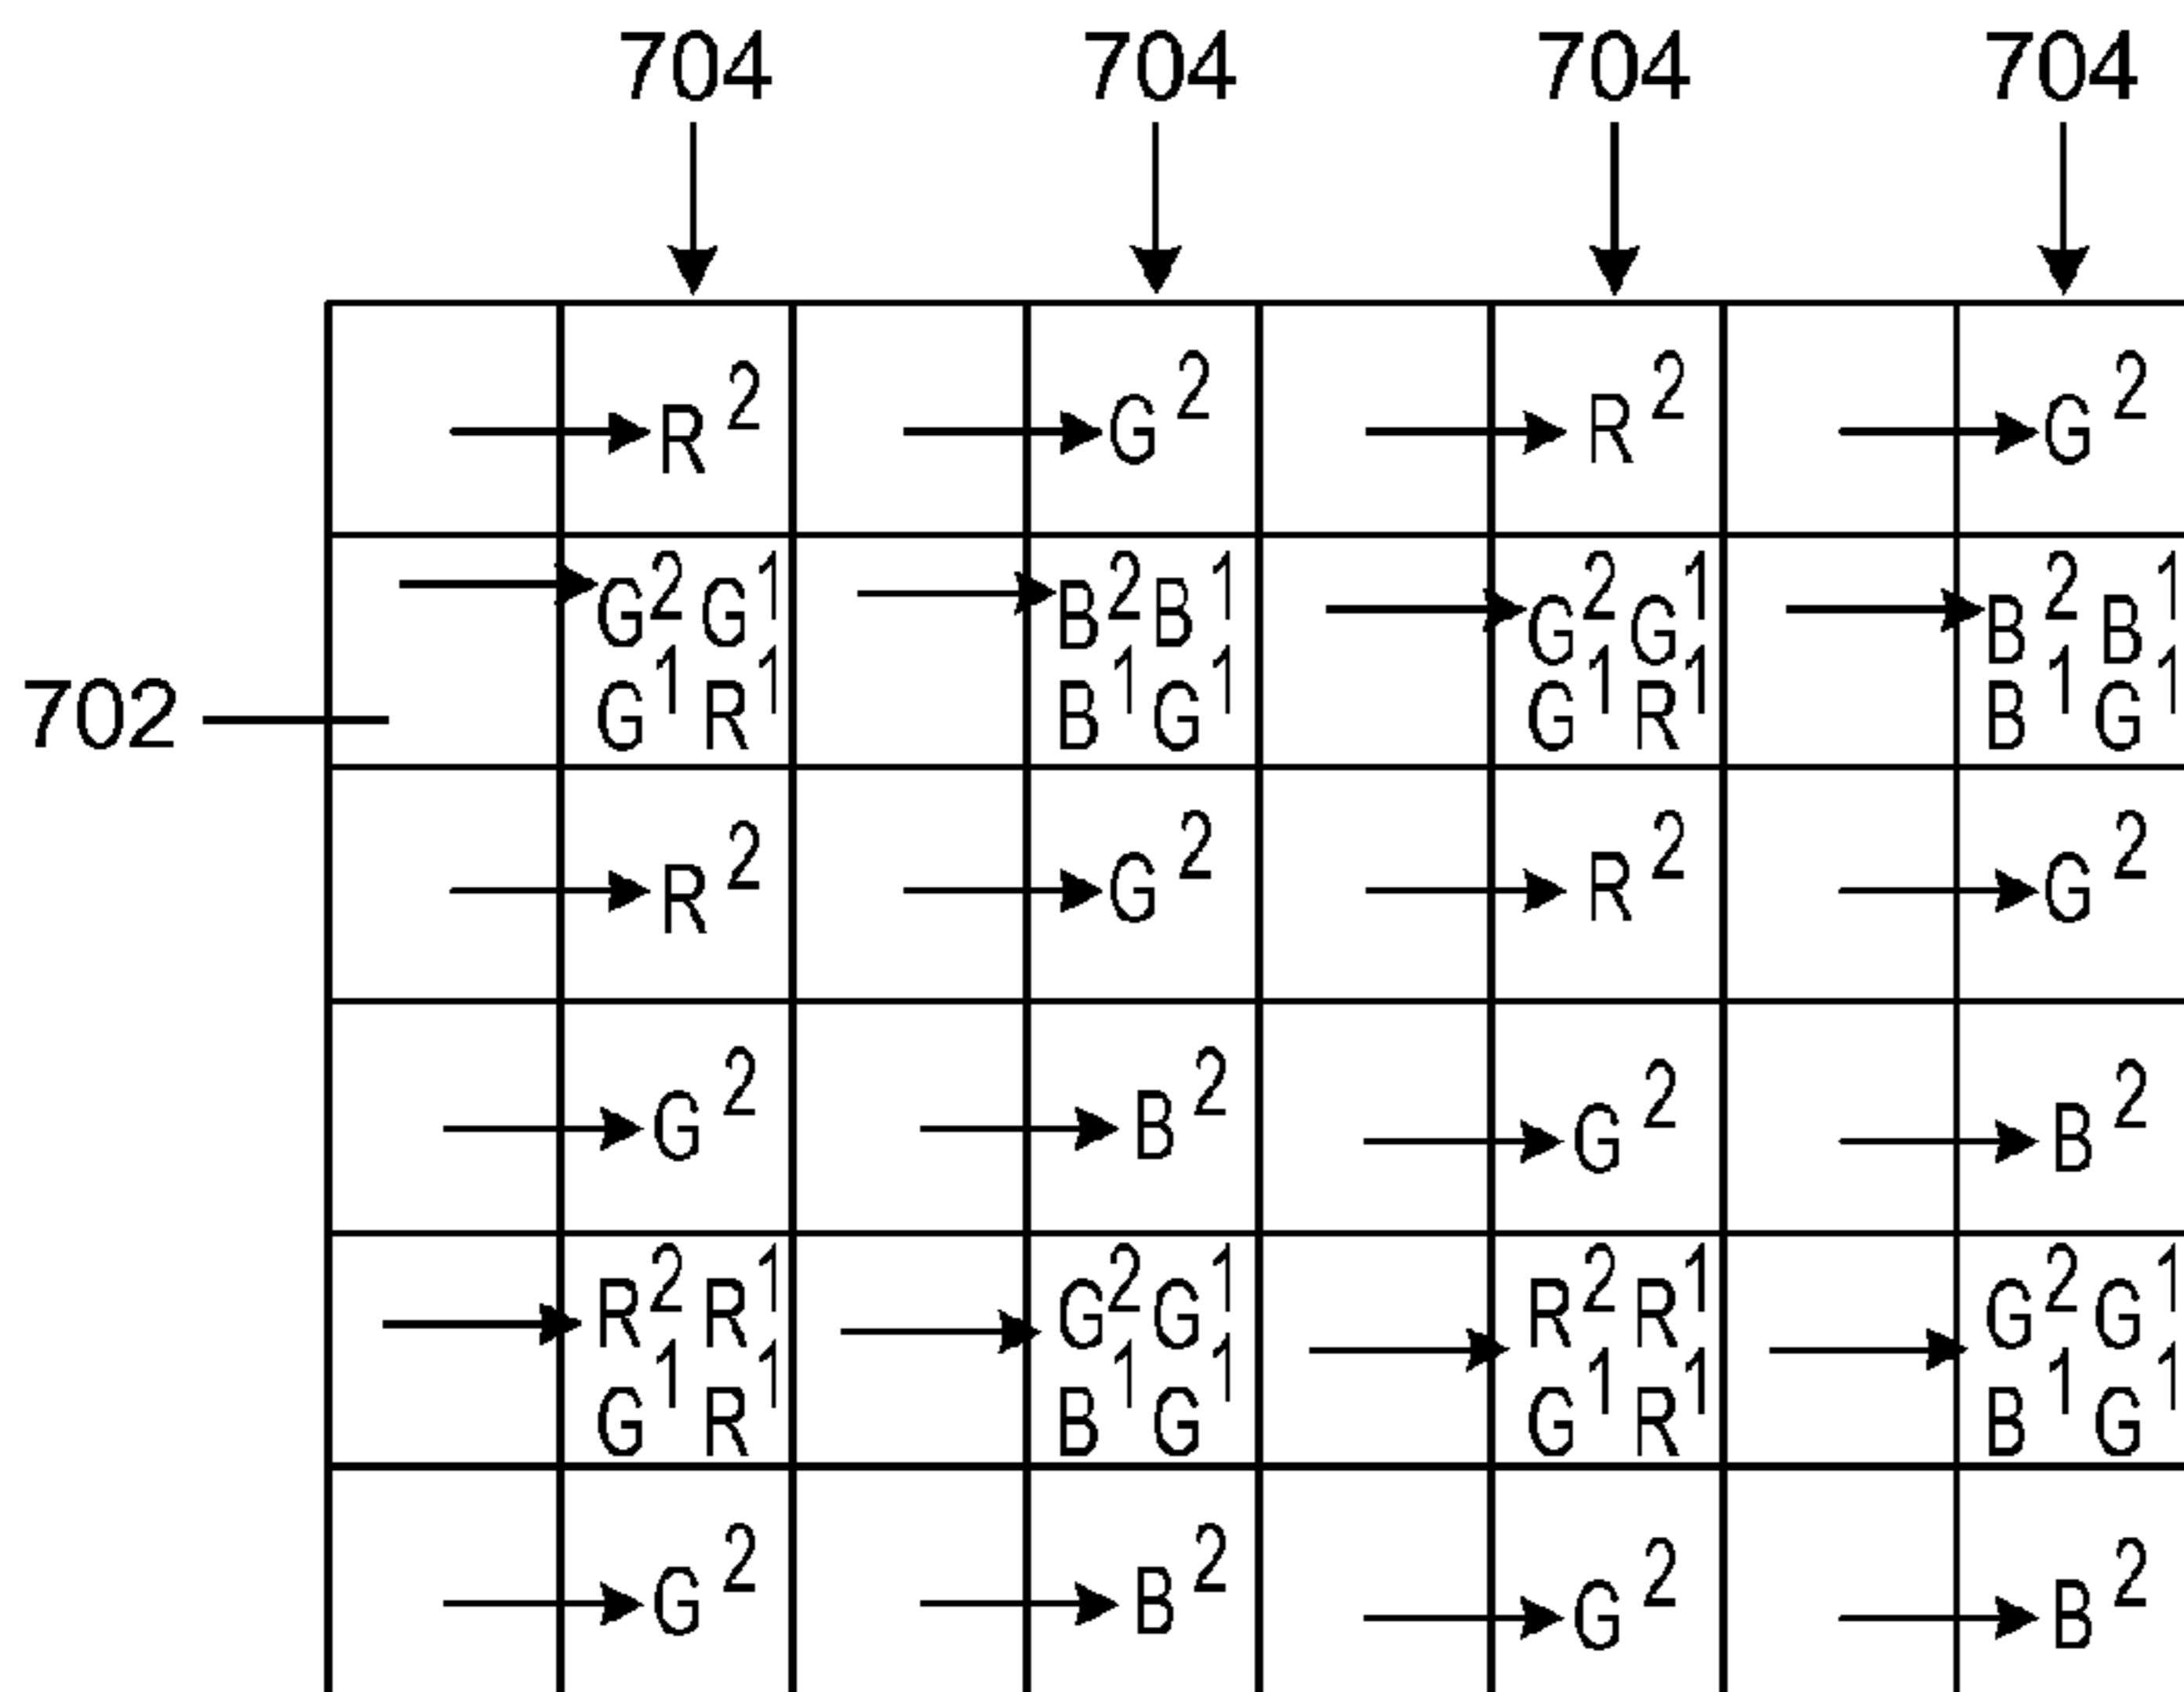 704 704 704 704
R² G² R² G²
G²G¹ B²B¹ G²G¹ B²B¹
G¹R¹ B¹G¹ G¹R¹ B¹G¹
702
R² G² R² G²
G² B² G² B²
R²R¹ G²G¹ R²R¹ G²G¹
G¹R¹ B¹G¹ G¹R¹ B¹G¹
G² B² G² B²